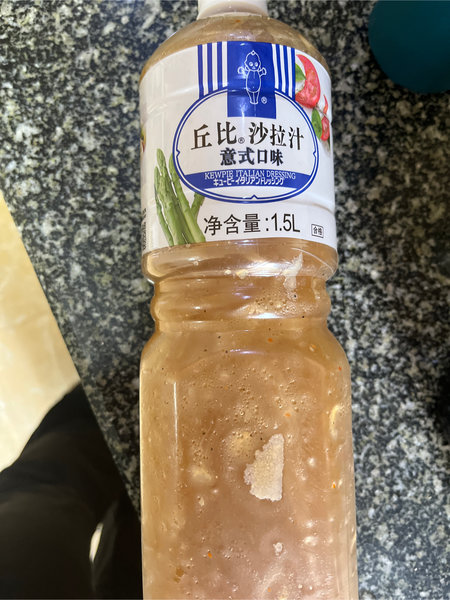 丘比® 沙拉汁
意式口味
KEWPIE ITALIAN DRESSING
キューピーイタリアンドレッシング
净含量:1.5L
合格